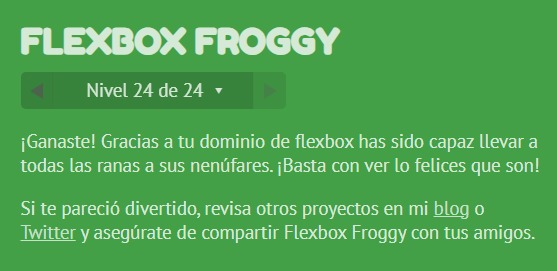 FLEXBOX FROGGY
Nivel 24 de 24
¡Ganaste! Gracias a tu dominio de flexbox has sido capaz llevar a
todas las ranas a sus nenúfares. ¡Basta con ver lo felices que son!
Si te pareció divertido, revisa otros proyectos en mi blog o
Twitter y asegúrate de compartir Flexbox Froggy con tus amigos.